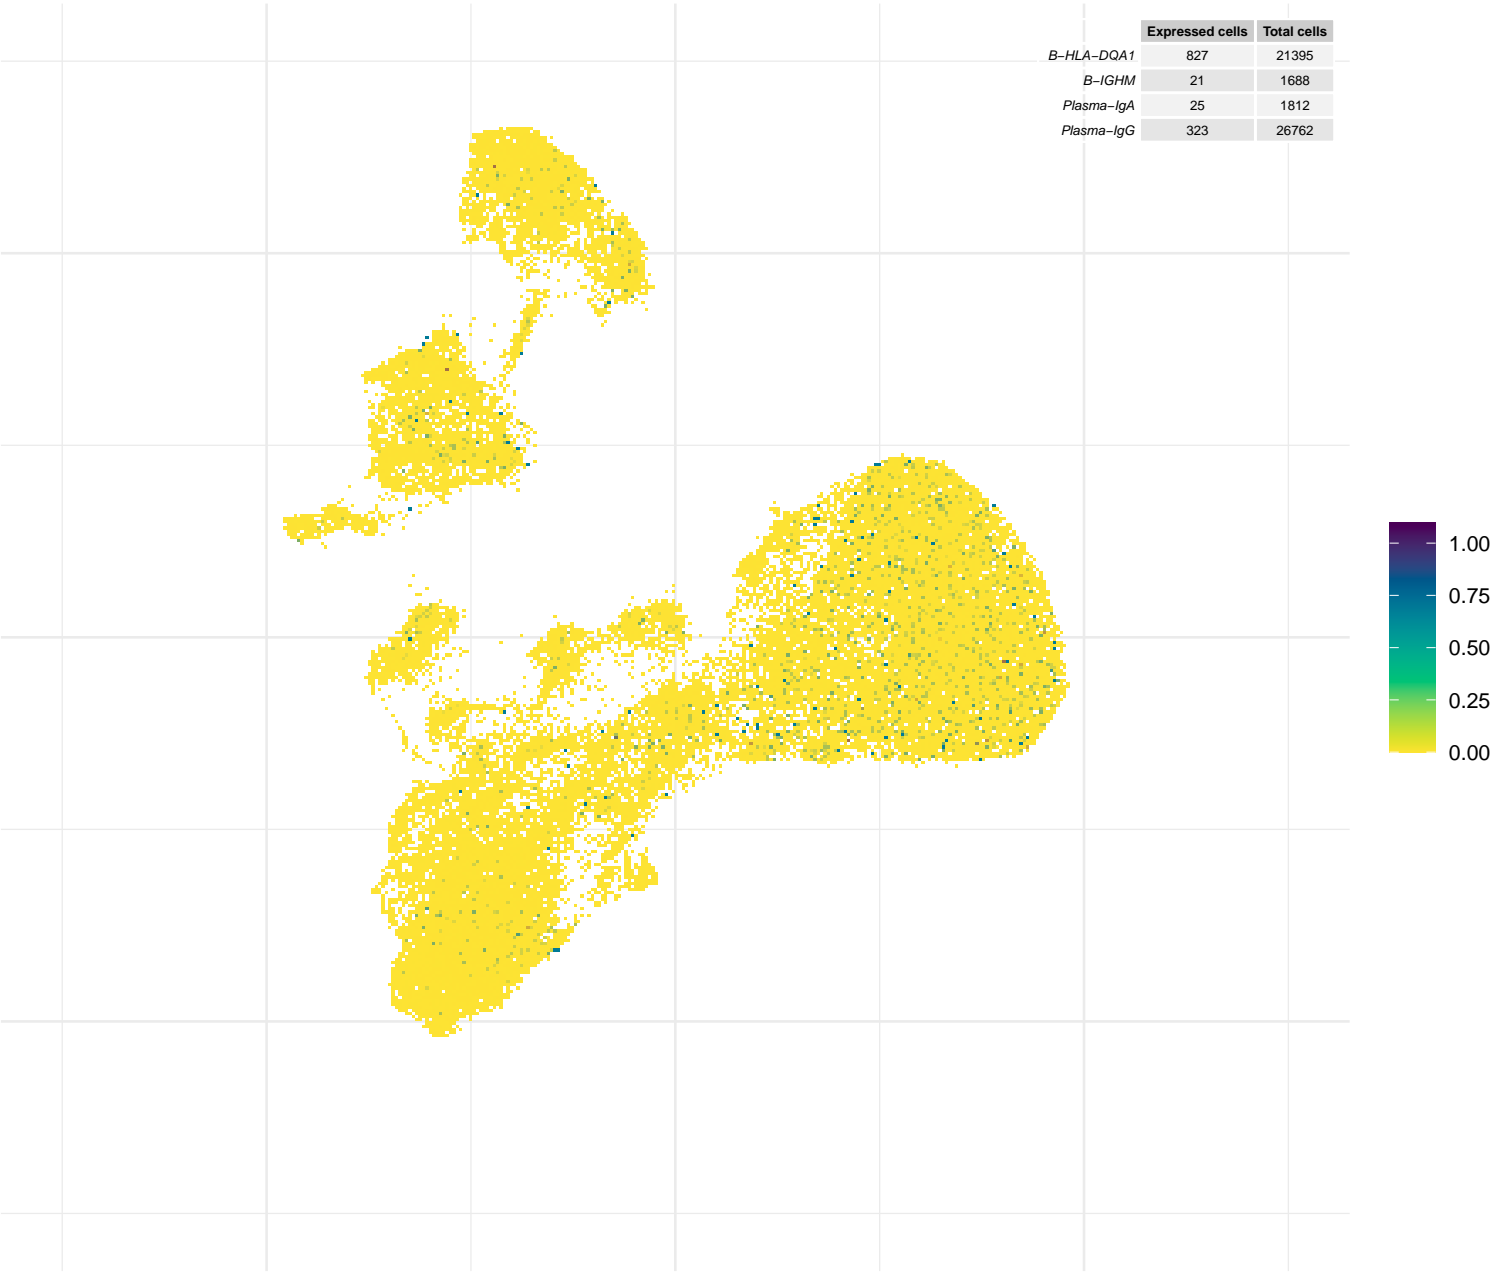 Expressed cells Total cells
B−HLA−DQA1 827 21395
B−IGHM 21 1688
Plasma−IgA 25 1812
Plasma−IgG 323 26762
1.00
0.75
0.50
0.25
0.00